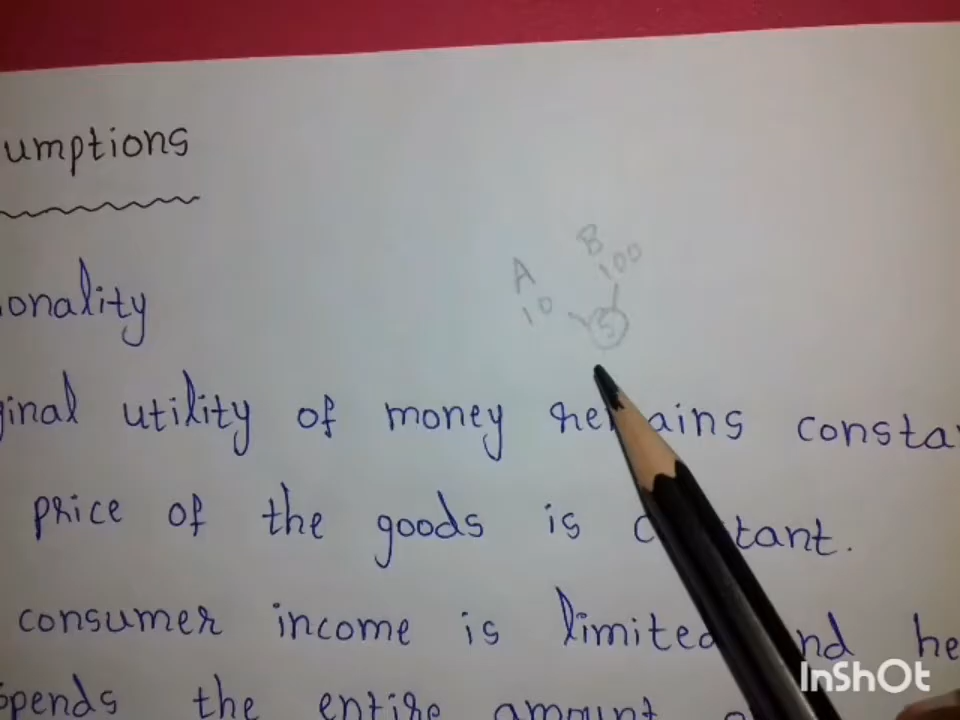 umptions
B
A 100
10 5
onality
ginal utility of money remains consta
price of the goods is constant.
consumer income is limited and he
spends the entire amount
InShOt